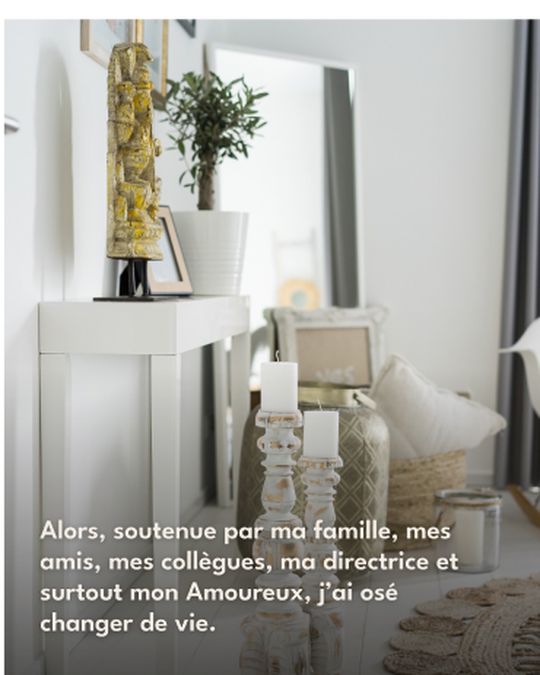 Alors, soutenue par ma famille, mes
amis, mes collègues, ma directrice et
surtout mon Amoureux, j’ai osé
changer de vie.